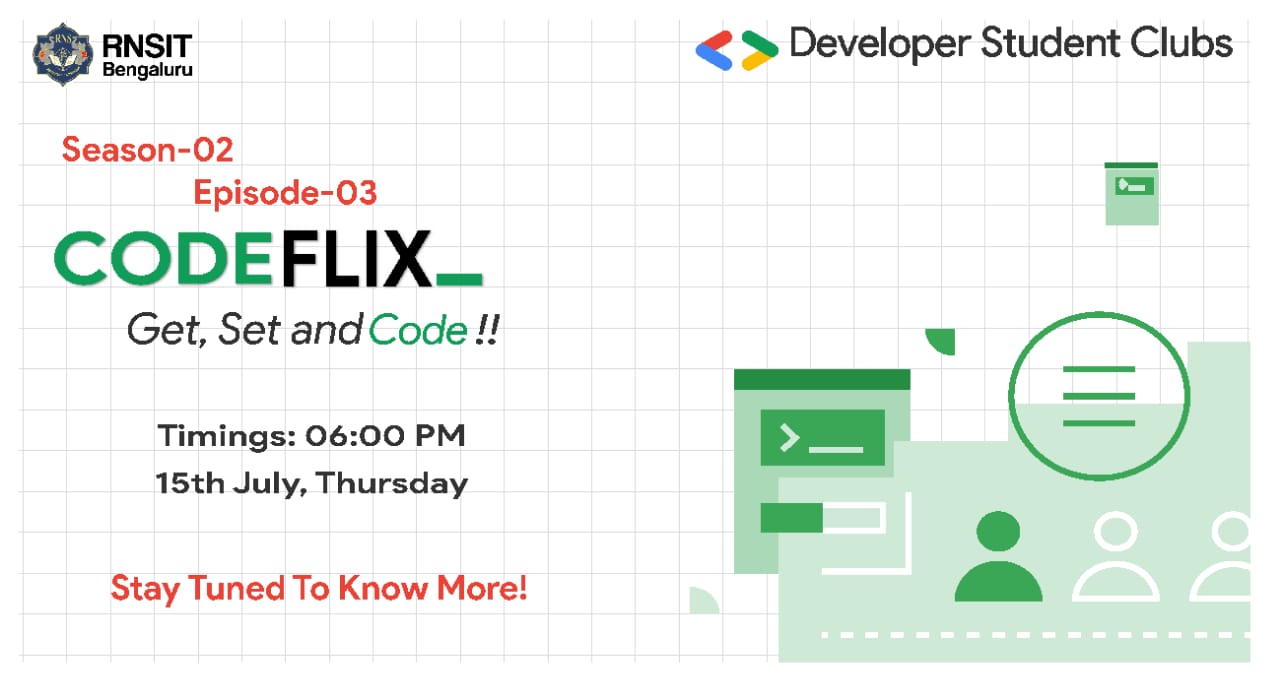 RNSIT
Bengaluru
Developer Student Clubs
Season-02
Episode-03
CODEFLIX_
Get, Set and Code !!
Timings: 06:00 PM
15th July, Thursday
Stay Tuned To Know More!